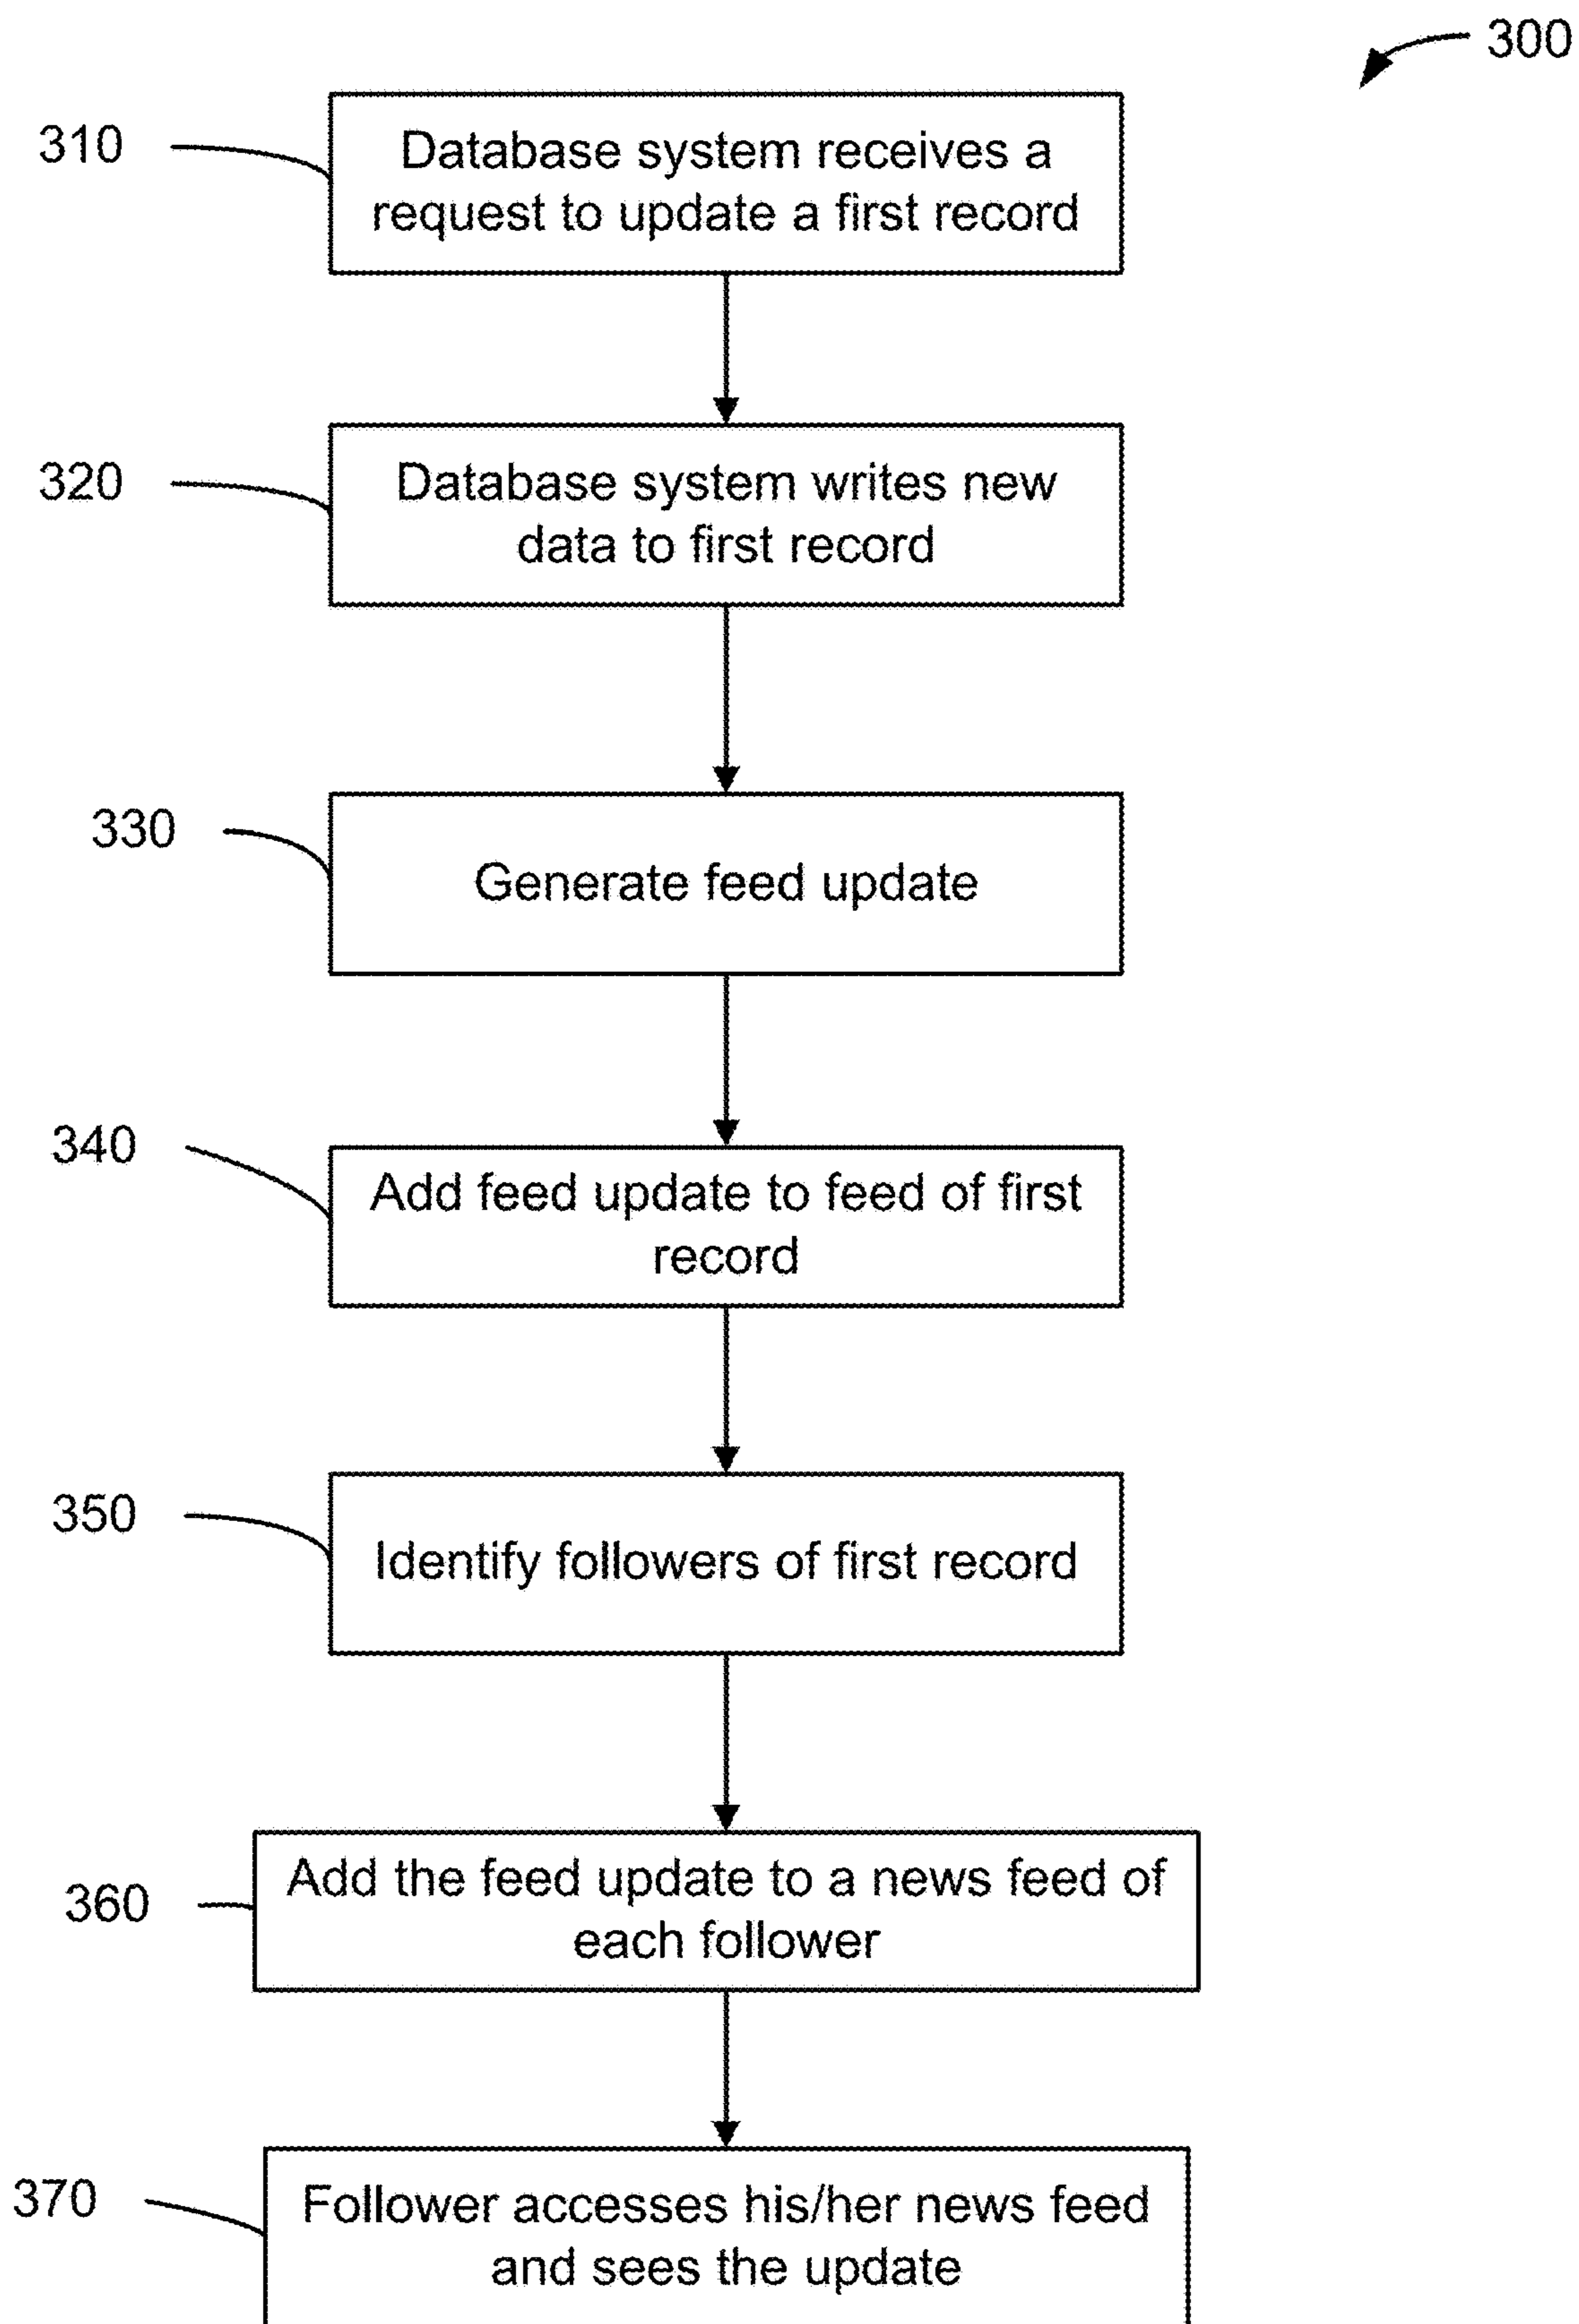 300
310
Database system receives a
request to update a first record
320
Database system writes new
data to first record
330
Generate feed update
340
Add feed update to feed of first
record
350
Identify followers of first record
360
Add the feed update to a news feed of
each follower
370
Follower accesses his/her news feed
and sees the update